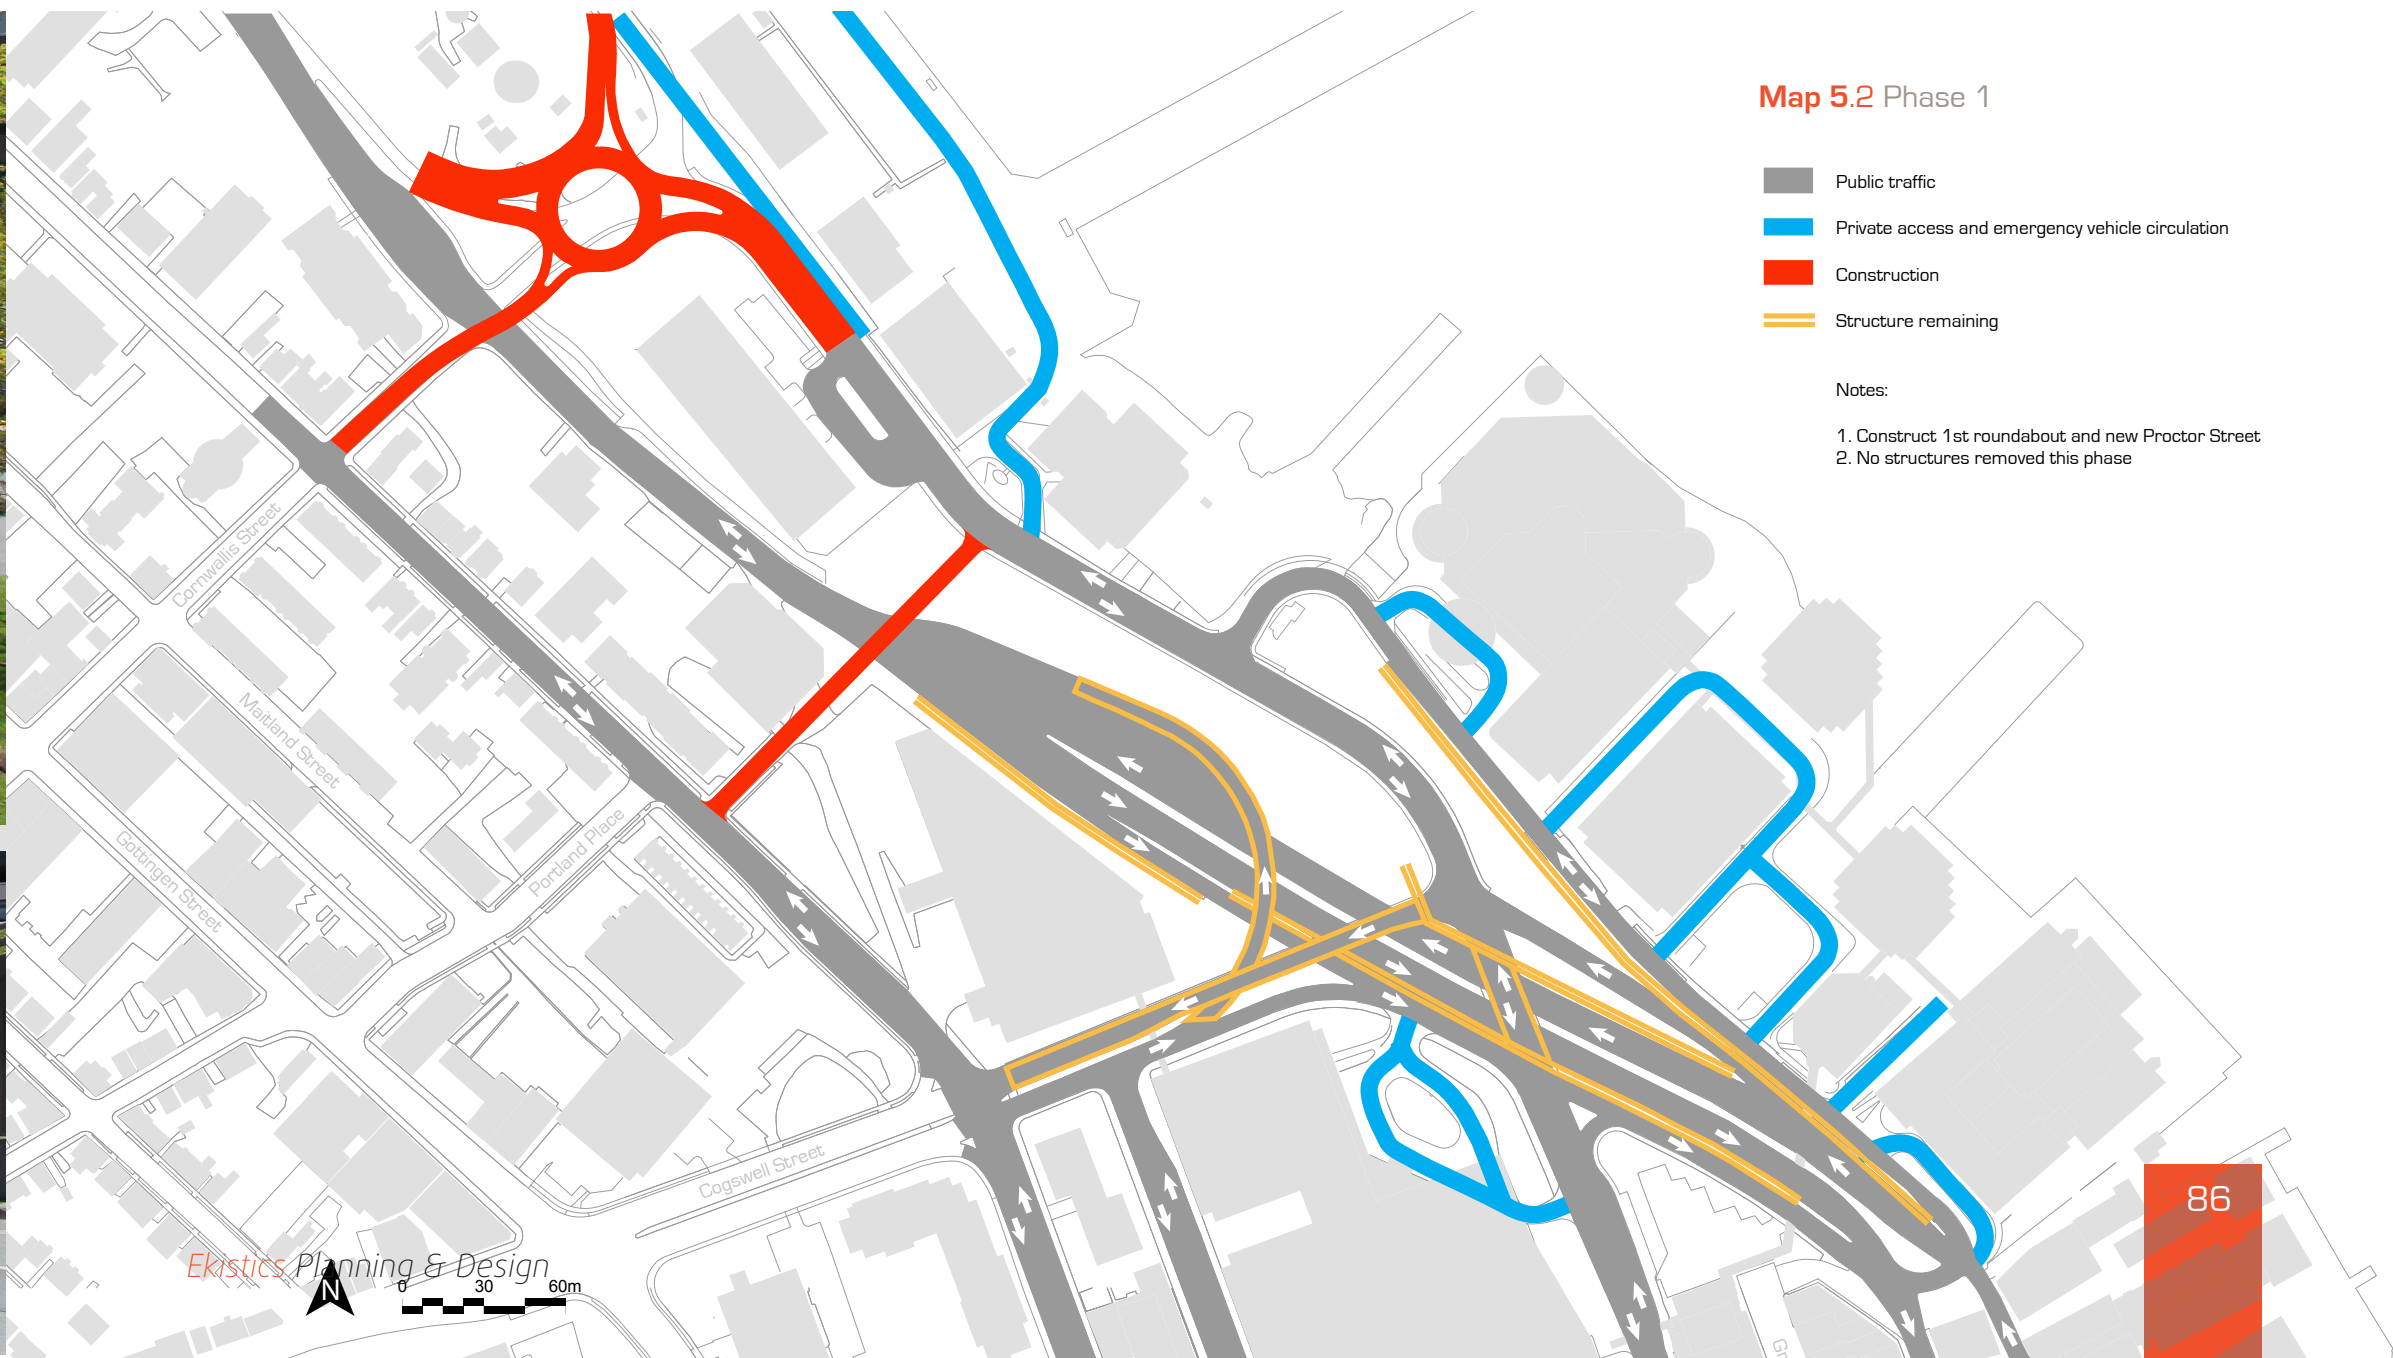 Map 5.2 Phase 1
Public traffic
Private access and emergency vehicle circulation
Construction
Structure remaining
Notes:
1. Construct 1st roundabout and new Proctor Street
2. No structures removed this phase
Cornwallis Street
Maitland Street
Gottingen Street
Portland Place
Cogswell Street
86
Ekistics Planning & Design
N
0 30 60m